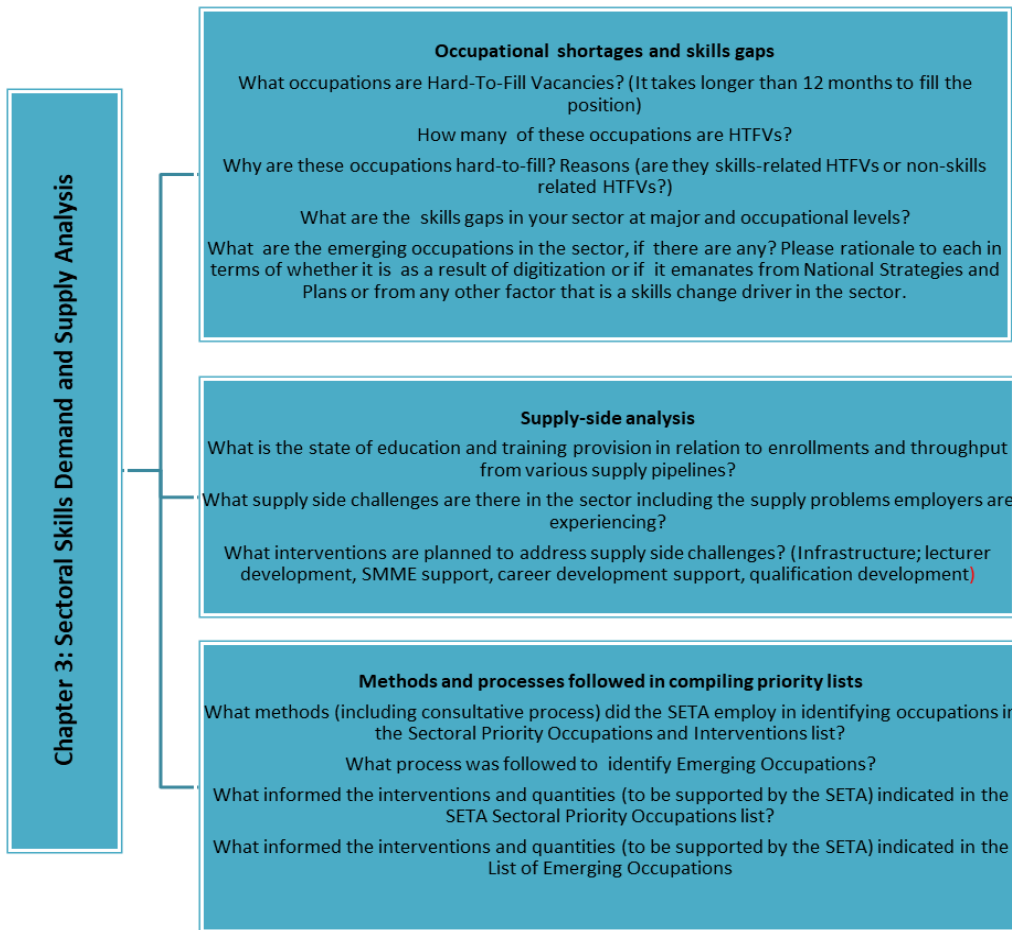 Chapter 3: Sectoral Skills Demand and Supply Analysis
Occupational shortages and skills gaps
What occupations are Hard-To-Fill Vacancies? (It takes longer than 12 months to fill the
position)
How many of these occupations are HTFVs?
Why are these occupations hard-to-fill? Reasons (are they skills-related HTFVs or non-skills
related HTFVs?)
What are the skills gaps in your sector at major and occupational levels?
What are the emerging occupations in the sector, if there are any? Please rationale to each in
terms of whether it is as a result of digitization or if it emanates from National Strategies and
Plans or from any other factor that is a skills change driver in the sector.
Supply-side analysis
What is the state of education and training provision in relation to enrollments and throughput
from various supply pipelines?
What supply side challenges are there in the sector including the supply problems employers are
experiencing?
What interventions are planned to address supply side challenges? (Infrastructure; lecturer
development, SMME support, career development support, qualification development)
Methods and processes followed in compiling priority lists
What methods (including consultative process) did the SETA employ in identifying occupations in
the Sectoral Priority Occupations and Interventions list?
What process was followed to identify Emerging Occupations?
What informed the interventions and quantities (to be supported by the SETA) indicated in the
SETA Sectoral Priority Occupations list?
What informed the interventions and quantities (to be supported by the SETA) indicated in the
List of Emerging Occupations